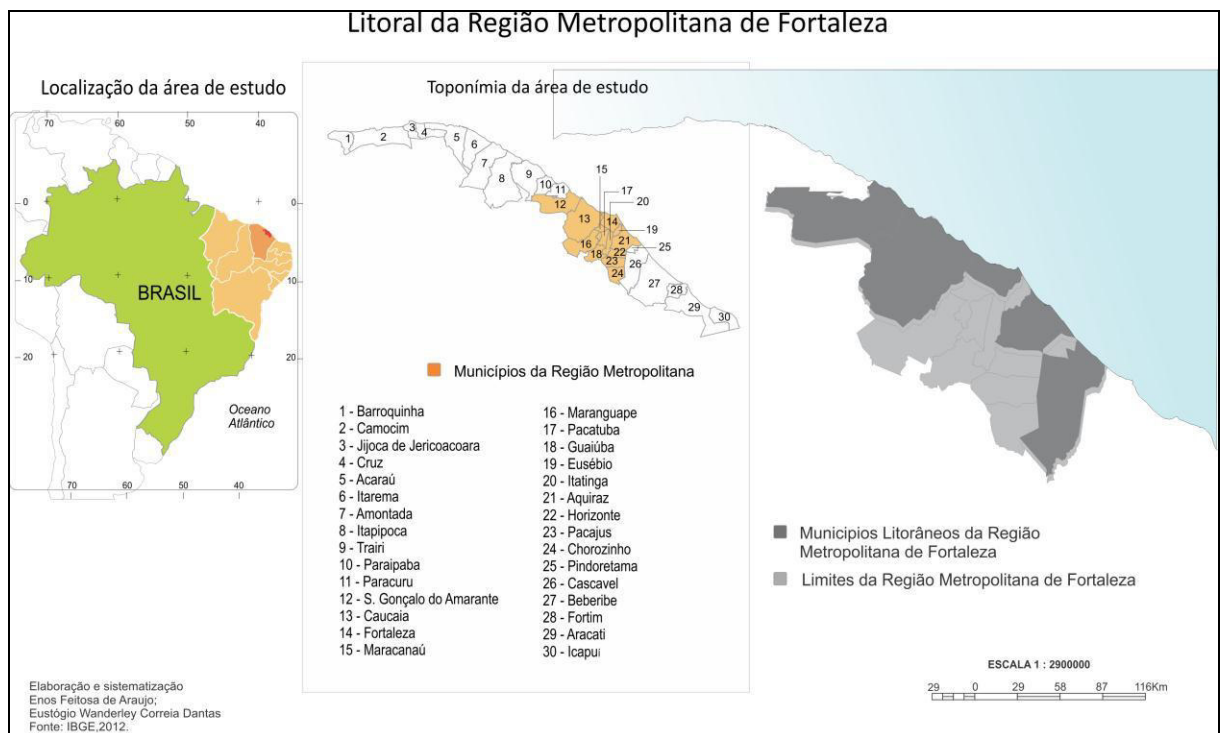 Litoral da Região Metropolitana de Fortaleza
Localização da área de estudo
70 60 50 40
0 0
10 10
20 20
70 60 50 40
BRASIL
Oceano
Atlântico
Toponímia da área de estudo
1 2 3 4 5 6 7 8 9 10 11 12 13 14 15 16 17 18 19 20 21 22 23 24 25 26 27 28 29 30
Municípios da Região Metropolitana
1 - Barroquinha
2 - Camocim
3 - Jijoca de Jericoacoara
4 - Cruz
5 - Acaraú
6 - Itarema
7 - Amontada
8 - Itapipoca
9 - Trairi
10 - Paraipaba
11 - Paracuru
12 - S. Gonçalo do Amarante
13 - Caucaia
14 - Fortaleza
15 - Maracanaú
16 - Maranguape
17 - Pacatuba
18 - Guaiúba
19 - Eusébio
20 - Itatinga
21 - Aquiraz
22 - Horizonte
23 - Pacajus
24 - Chorozinho
25 - Pindoretama
26 - Cascavel
27 - Beberibe
28 - Fortim
29 - Aracati
30 - Icapui
Municipios Litorâneos da Região
Metropolitana de Fortaleza
Limites da Região Metropolitana de Fortaleza
ESCALA 1 : 2900000
29 0 29 58 87 116Km
Elaboração e sistematização
Enos Feitosa de Araujo;
Eustógio Wanderley Correia Dantas
Fonte: IBGE,2012.